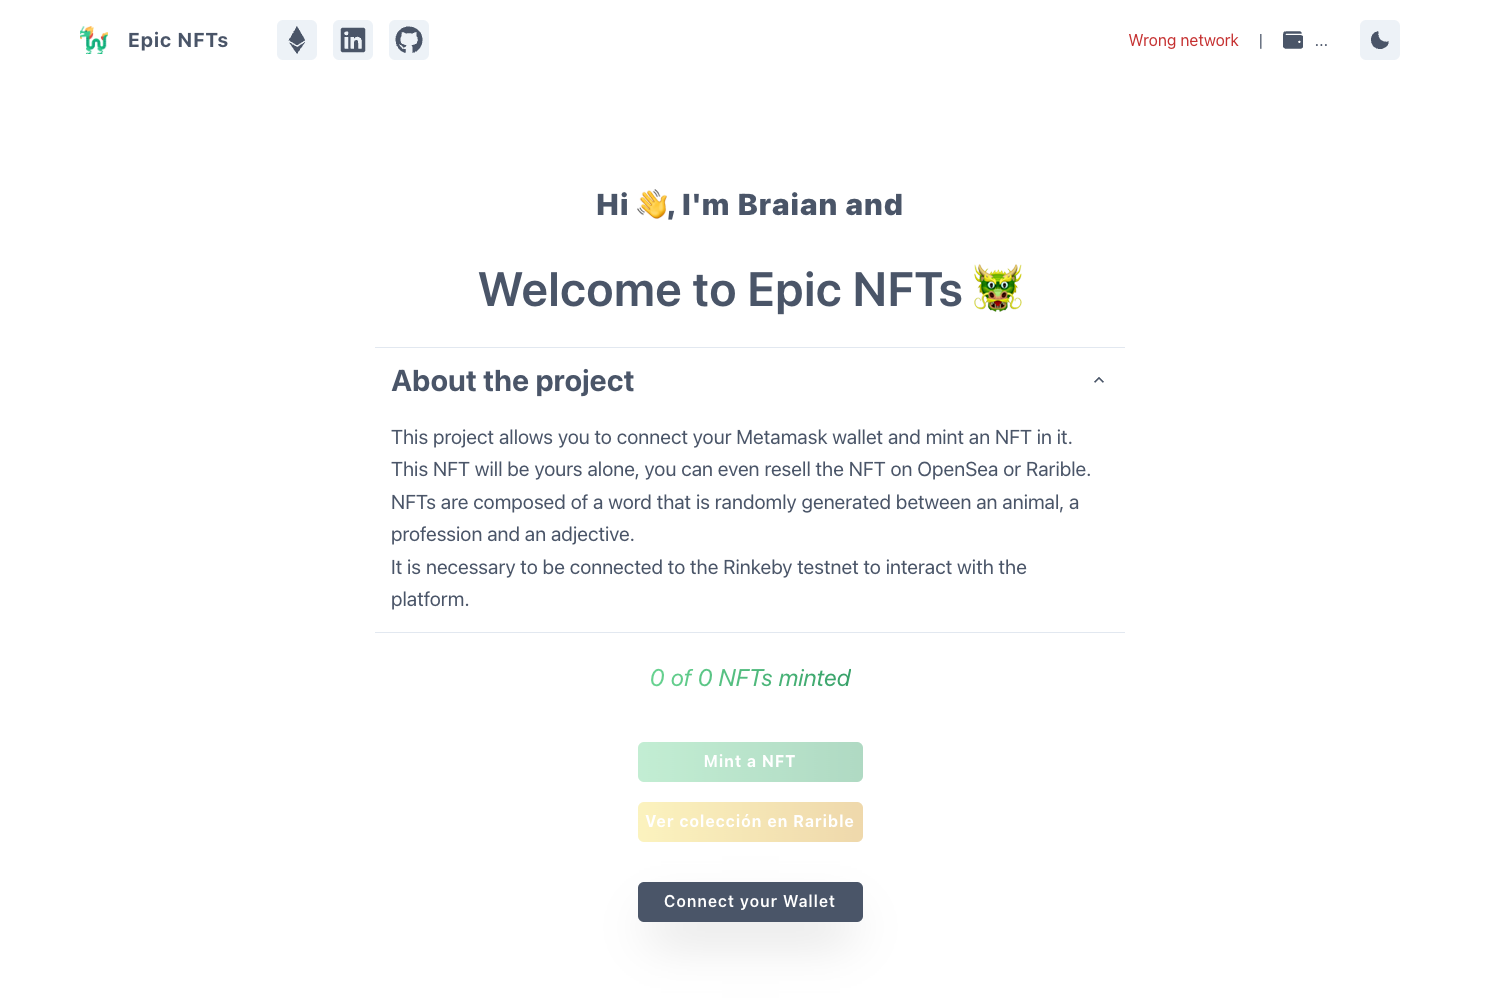 Epic NFTs
Wrong network | ...
Hi 👋, I'm Braian and
Welcome to Epic NFTs 🐲
About the project
This project allows you to connect your Metamask wallet and mint an NFT in it.
This NFT will be yours alone, you can even resell the NFT on OpenSea or Rarible.
NFTs are composed of a word that is randomly generated between an animal, a
profession and an adjective.
It is necessary to be connected to the Rinkeby testnet to interact with the
platform.
0 of 0 NFTs minted
Mint a NFT
Ver colección en Rarible
Connect your Wallet